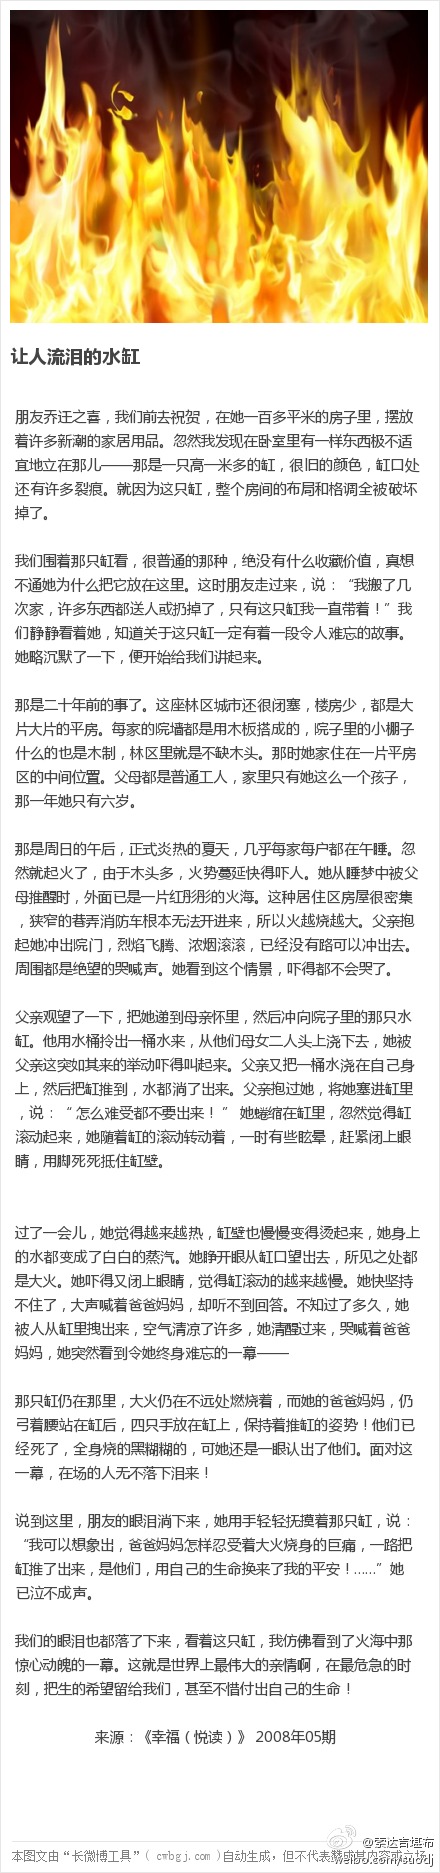 让人流泪的水缸
朋友乔迁之喜，我们前去祝贺，在她一百多平米的房子里，摆放
着许多新潮的家居用品。忽然我发现在卧室里有一样东西极不适
宜地立在那儿——那是一只高一米多的缸，很旧的颜色，缸口处
还有许多裂痕。就因为这只缸，整个房间的布局和格调全被破坏
掉了。
我们围着那只缸看，很普通的那种，绝没有什么收藏价值，真想
不通她为什么把它放在这里。这时朋友走过来，说：“我搬了几
次家，许多东西都送人或扔掉了，只有这只缸我一直带着！”我
们静静看着她，知道关于这只缸一定有着一段令人难忘的故事。
她略沉默了一下，便开始给我们讲起来。
那是二十年前的事了。这座林区城市还很闭塞，楼房少，都是大
片大片的平房。每家的院墙都是用木板搭成的，院子里的小棚子
什么的也是木制，林区里就是不缺木头。那时她家住在一片平房
区的中间位置。父母都是普通工人，家里只有她这么一个孩子，
那一年她只有六岁。
那是周日的午后，正式炎热的夏天，几乎每家每户都在午睡。忽
然就起火了，由于木头多，火势蔓延快得吓人。她从睡梦中被父
母推醒时，外面已是一片红彤彤的火海。这种居住区房屋很密集
，狭窄的巷弄消防车根本无法开进来，所以火越烧越大。父亲抱
起她冲出院门，烈焰飞腾、浓烟滚滚，已经没有路可以冲出去。
周围都是绝望的哭喊声。她看到这个情景，吓得都不会哭了。
父亲观望了一下，把她递到母亲怀里，然后冲向院子里的那只水
缸。他用水桶拎出一桶水来，从他们母女二人头上浇下去，她被
父亲这突如其来的举动吓得叫起来。父亲又把一桶水浇在自己身
上，然后把缸推到，水都淌了出来。父亲抱过她，将她塞进缸里
，说：“ 怎么难受都不要出来！ ” 她蜷缩在缸里，忽然觉得缸
滚动起来，她随着缸的滚动转动着，一时有些眩晕，赶紧闭上眼
睛，用脚死死抵住缸壁。
过了一会儿，她觉得越来越热，缸壁也慢慢变得烫起来，她身上
的水都变成了白白的蒸汽。她睁开眼从缸口望出去，所见之处都
是大火。她吓得又闭上眼睛，觉得缸滚动的越来越慢。她快坚持
不住了，大声喊着爸爸妈妈，却听不到回答。不知过了多久，她
被人从缸里拽出来，空气清凉了许多，她清醒过来，哭喊着爸爸
妈妈，她突然看到令她终身难忘的一幕——
那只缸仍在那里，大火仍在不远处燃烧着，而她的爸爸妈妈，仍
弓着腰站在缸后，四只手放在缸上，保持着推缸的姿势！他们已
经死了，全身烧的黑糊糊的，可她还是一眼认出了他们。面对这
一幕，在场的人无不落下泪来！
说到这里，朋友的眼泪淌下来，她用手轻轻抚摸着那只缸，说：
“我可以想象出，爸爸妈妈怎样忍受着大火烧身的巨痛，一路把
缸推了出来，是他们，用自己的生命换来了我的平安！……”她
已泣不成声。
我们的眼泪也都落了下来，看着这只缸，我仿佛看到了火海中那
惊心动魄的一幕。这就是世界上最伟大的亲情啊，在最危急的时
刻，把生的希望留给我们，甚至不惜付出自己的生命！
来源：《幸福（悦读）》 2008年05期
@索达吉堪布
本图文由“长微博工具”( cwbgj.com )自动生成，但不代表赞或其内容或立场
weibo.com/suodj